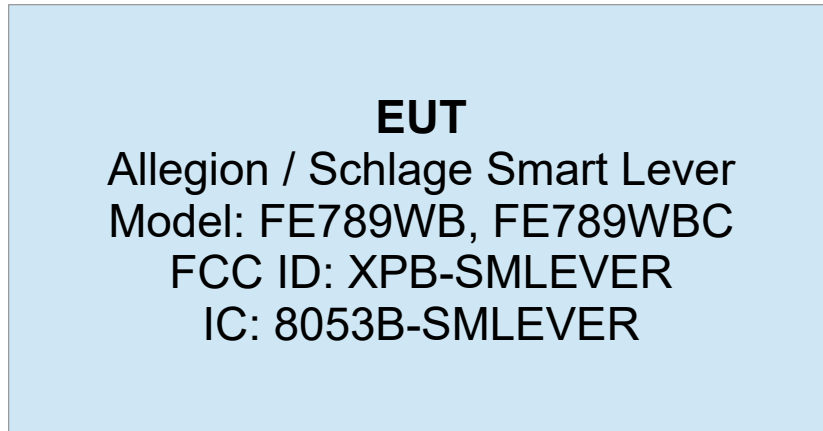 EUT
Allegion / Schlage Smart Lever
Model: FE789WB, FE789WBC
FCC ID: XPB-SMLEVER
IC: 8053B-SMLEVER